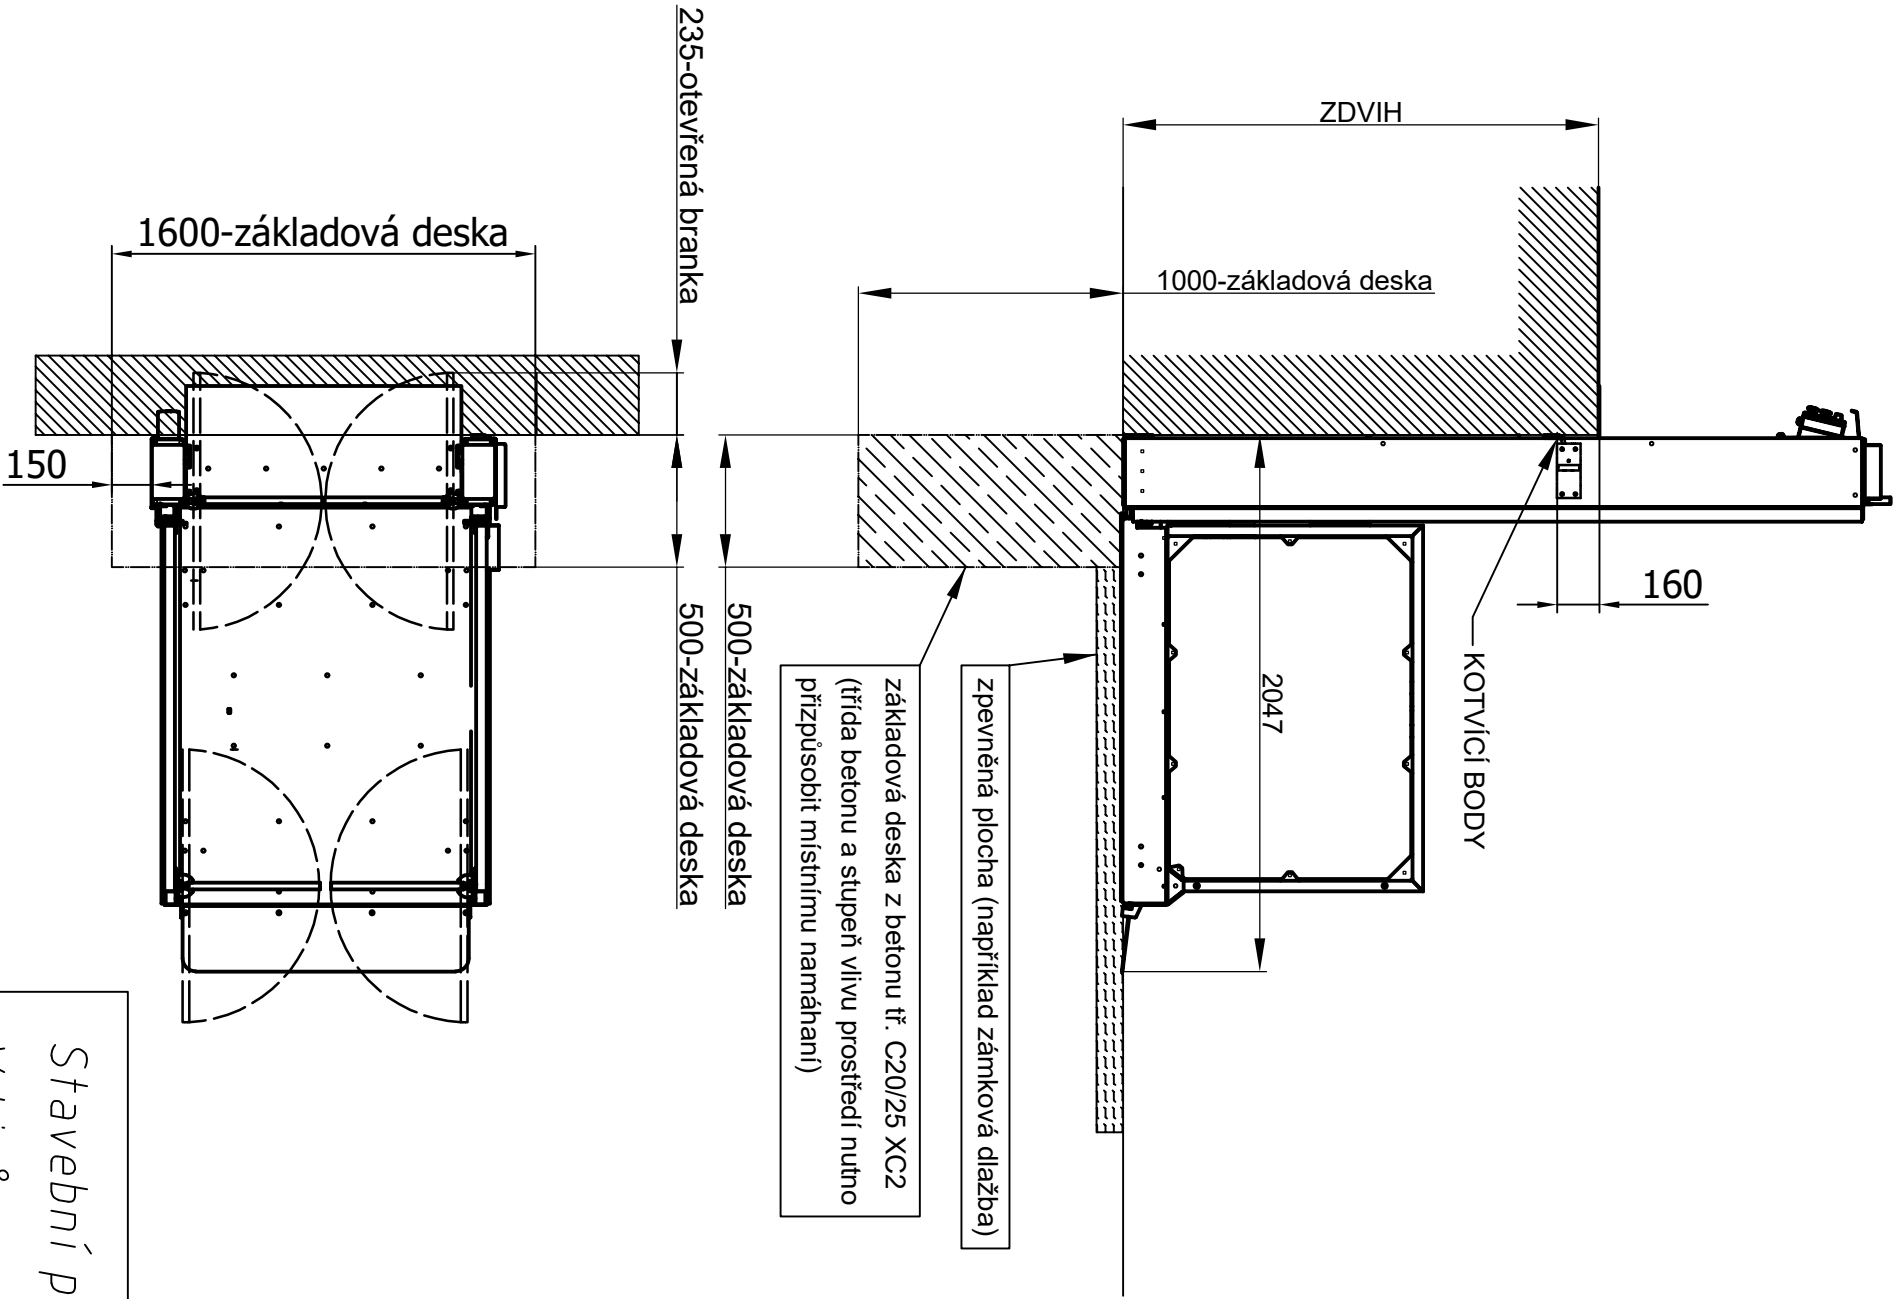 ZDVIH
235-otevřená branka
1600-základová deska
1000-základová deska
150
160
KOTVÍCÍ BODY
2047
500-základová deska
500-základová deska
základová deska z betonu tř. C20/25 XC2
(třída betonu a stupeň vlivu prostředí nutno
přizpůsobit místnímu namáhaní)
zpevněná plocha (například zámková dlažba)
Stavební p